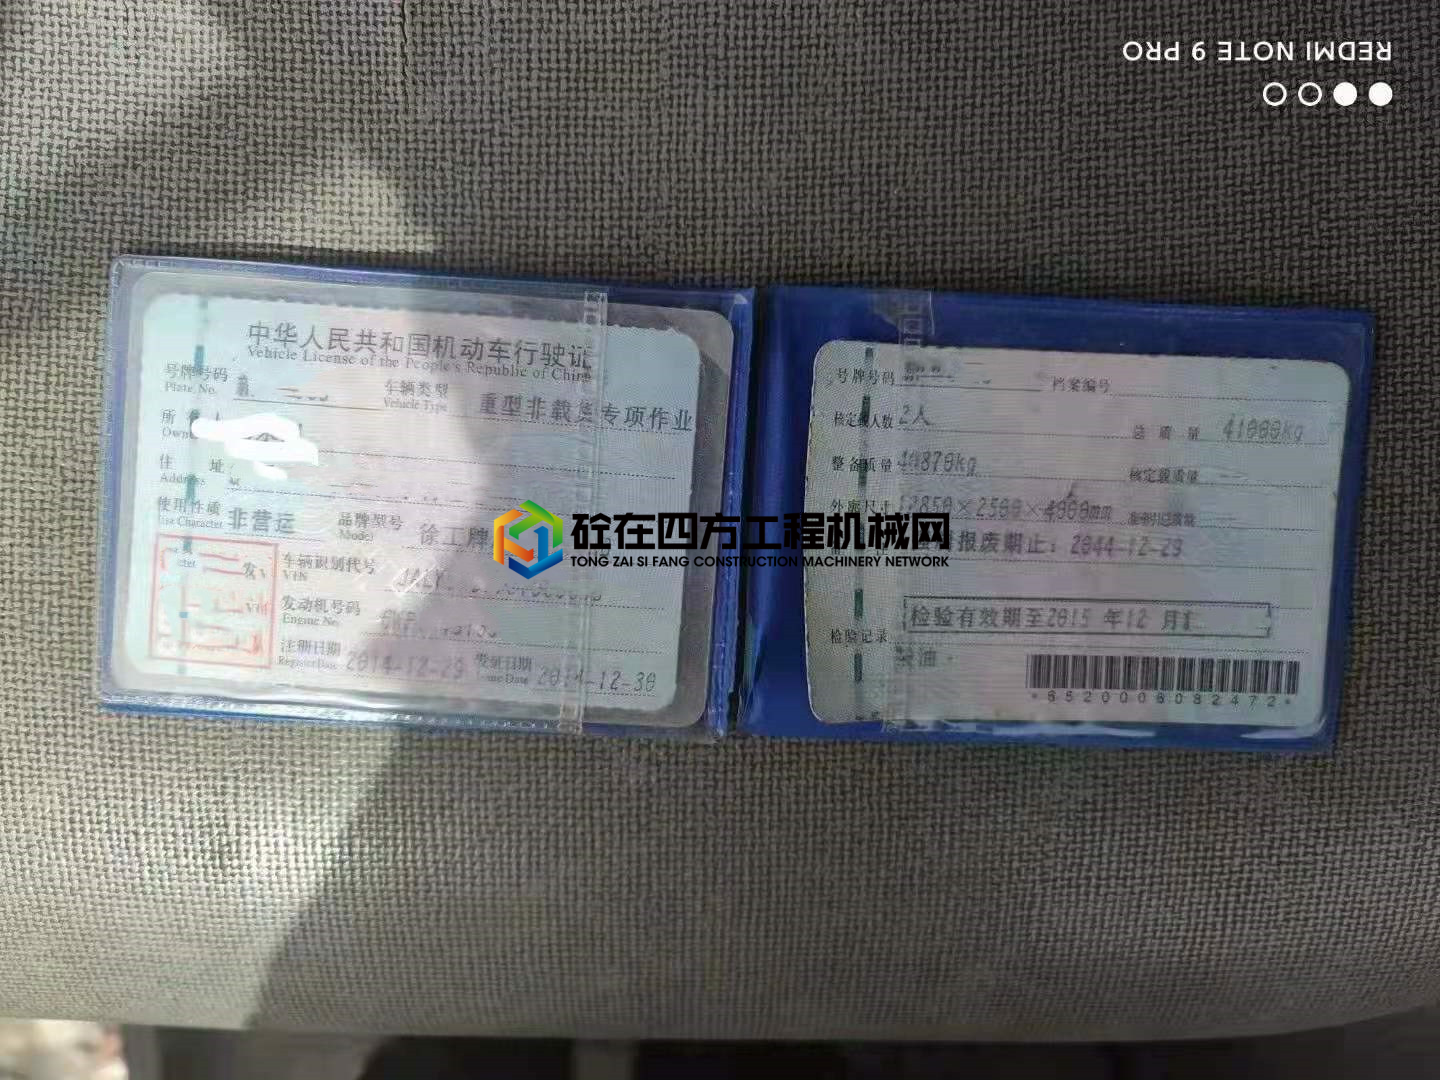 REDMI NOTE 9 PRO
中华人民共和国机动车行驶证
Vehicle License of the People's Republic of China
号牌号码
Plate No.
车辆类型
Vehicle Type
重型非载货专项作业
所有人
Owner
住址
Address
使用性质
Use Character
非营运
品牌型号
Model
徐工牌
车辆识别代号
VIN
发动机号码
Engine No.
注册日期
Register Date
2014-12-29
发证日期
Issue Date
2014-12-30
砼在四方工程机械网
TONG ZAI SI FANG CONSTRUCTION MACHINERY NETWORK
号牌号码
档案编号
核定载人数 2人
总质量 41000kg
整备质量 40870kg
核定载质量
外廓尺寸 12850×2500×4000mm
强制报废期止:2044-12-29
检验有效期至2015年12月
检验记录
柴油
*6520006082472*